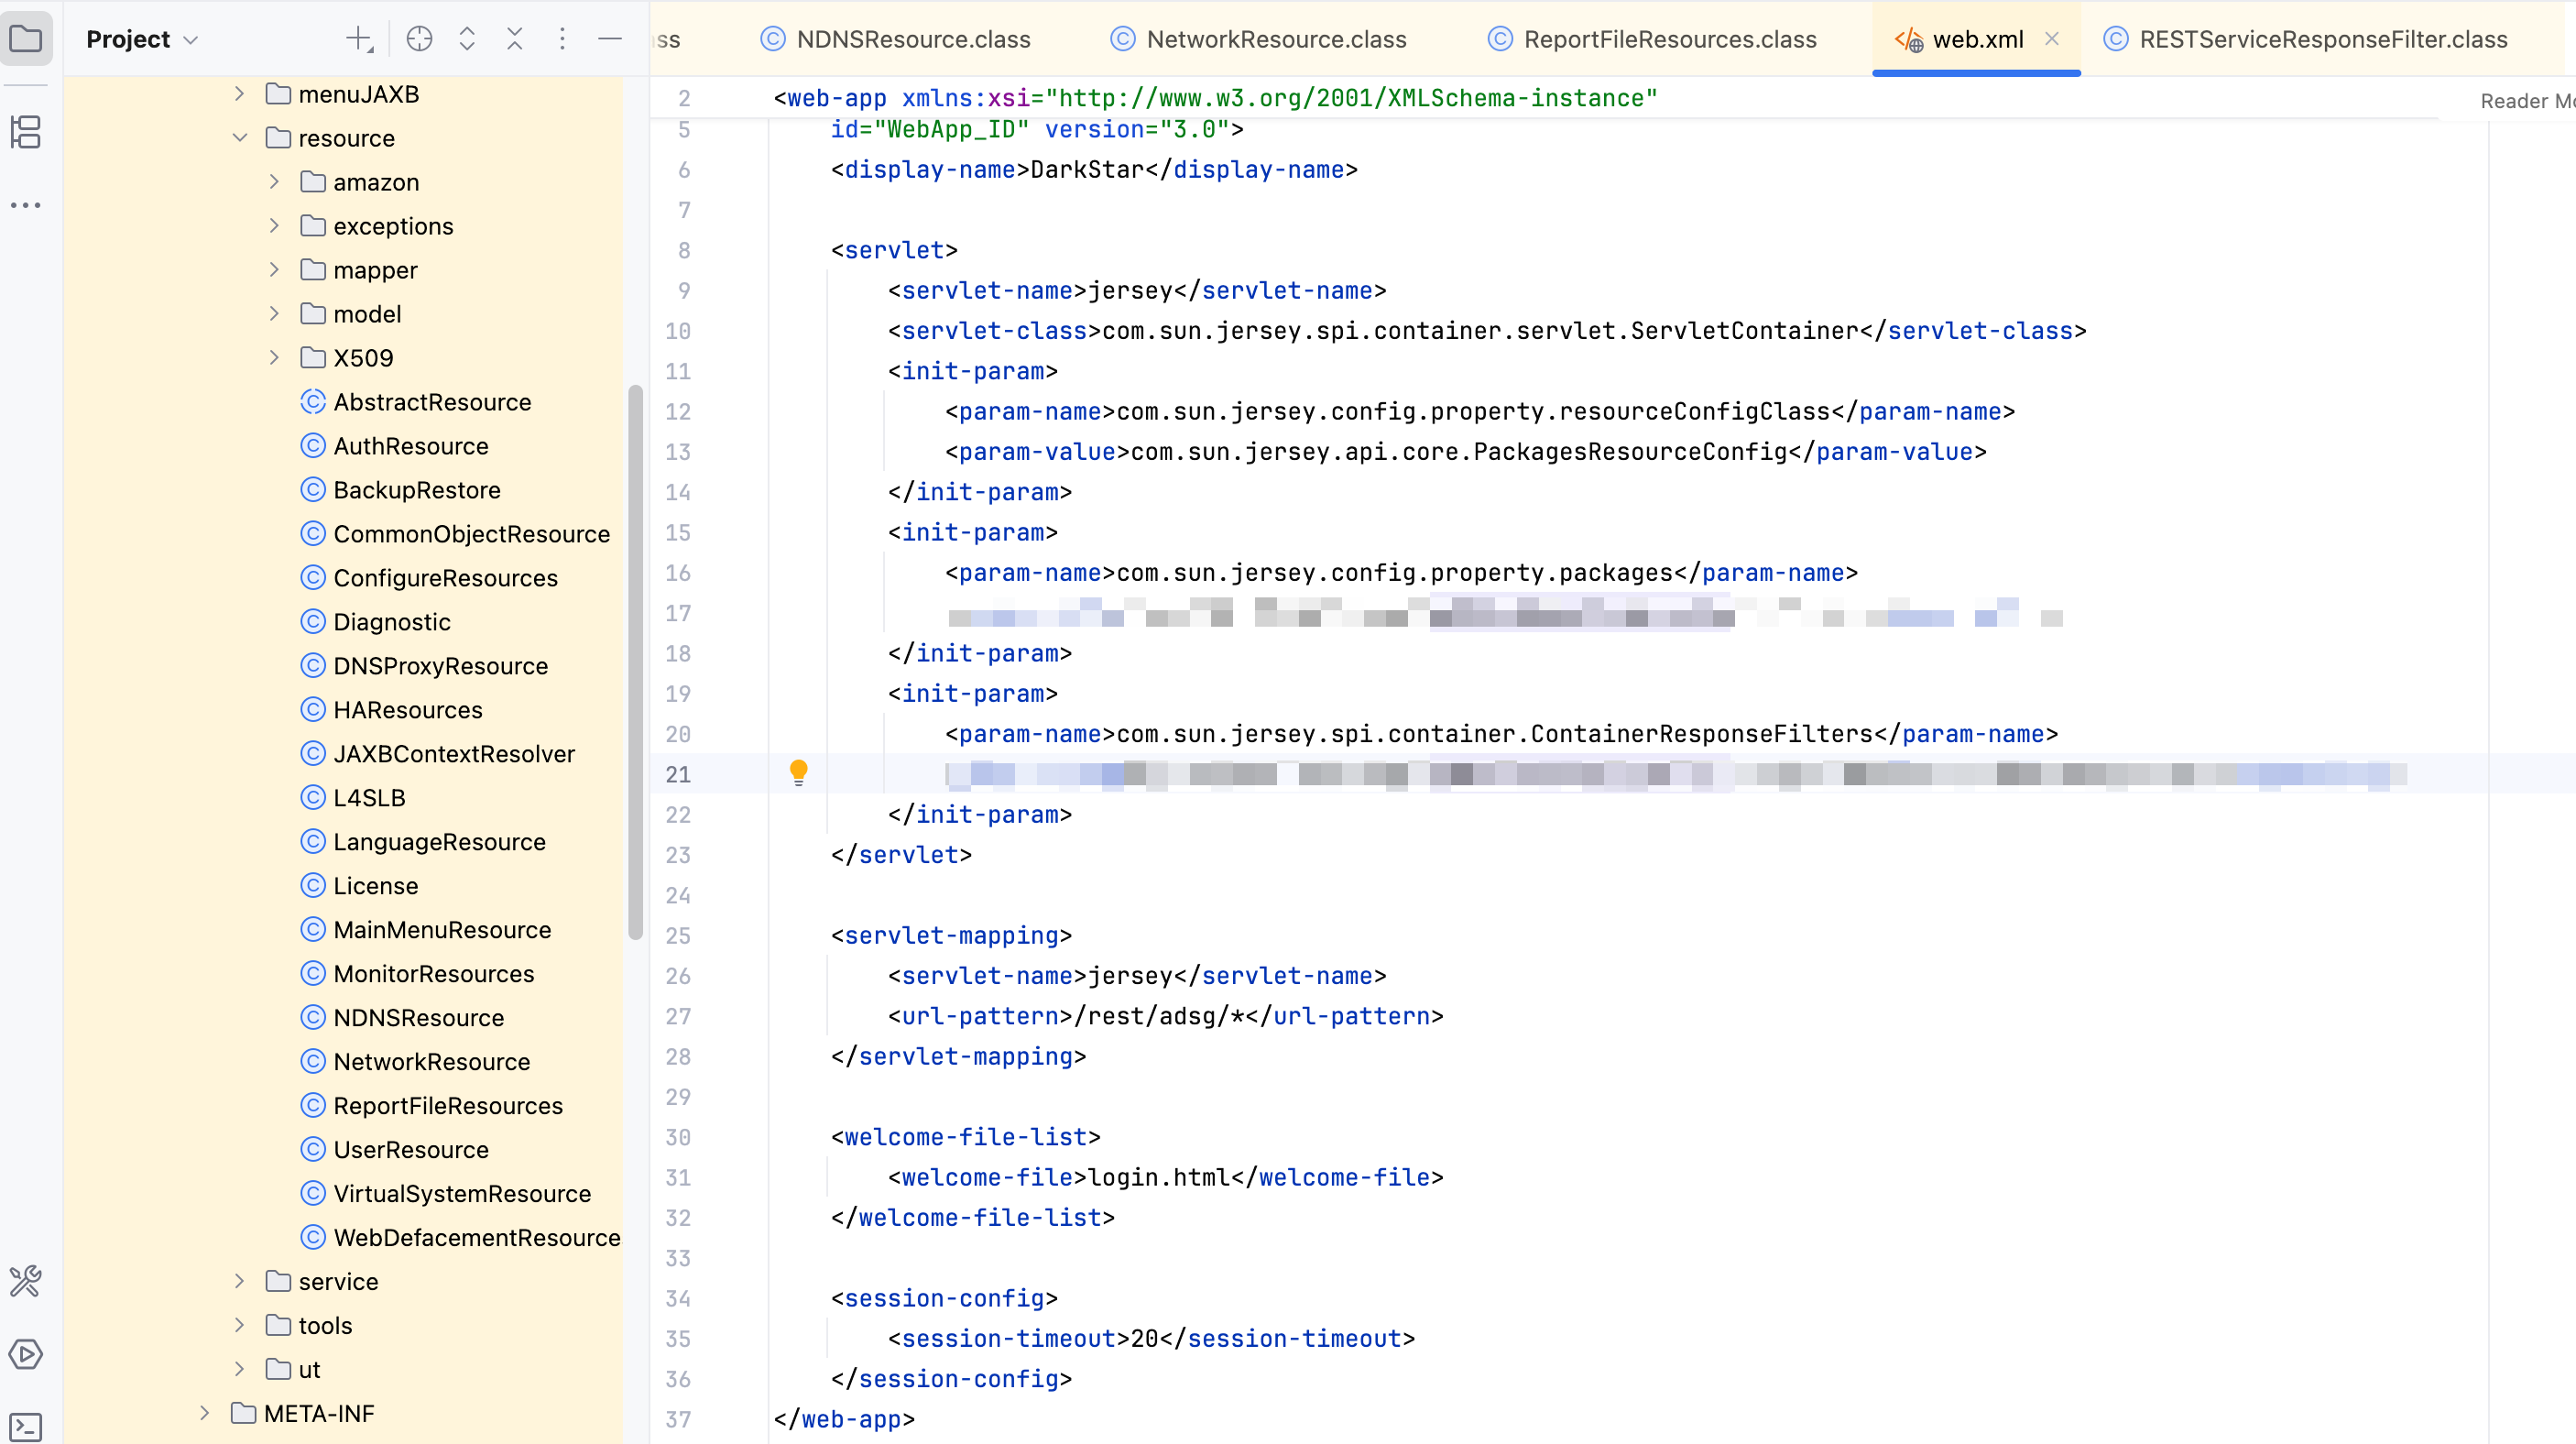 Project
ss
NDNSResource.class
NetworkResource.class
ReportFileResources.class
web.xml
RESTServiceResponseFilter.class
menuJAXB
resource
amazon
exceptions
mapper
model
X509
AbstractResource
AuthResource
BackupRestore
CommonObjectResource
ConfigureResources
Diagnostic
DNSProxyResource
HAResources
JAXBContextResolver
L4SLB
LanguageResource
License
MainMenuResource
MonitorResources
NDNSResource
NetworkResource
ReportFileResources
UserResource
VirtualSystemResource
WebDefacementResource
service
tools
ut
META-INF
2 <web-app xmlns:xsi="http://www.w3.org/2001/XMLSchema-instance"
Reader Mo
5 id="WebApp_ID" version="3.0">
6 <display-name>DarkStar</display-name>
7
8 <servlet>
9 <servlet-name>jersey</servlet-name>
10 <servlet-class>com.sun.jersey.spi.container.servlet.ServletContainer</servlet-class>
11 <init-param>
12 <param-name>com.sun.jersey.config.property.resourceConfigClass</param-name>
13 <param-value>com.sun.jersey.api.core.PackagesResourceConfig</param-value>
14 </init-param>
15 <init-param>
16 <param-name>com.sun.jersey.config.property.packages</param-name>
17
18 </init-param>
19 <init-param>
20 <param-name>com.sun.jersey.spi.container.ContainerResponseFilters</param-name>
21
22 </init-param>
23 </servlet>
24
25 <servlet-mapping>
26 <servlet-name>jersey</servlet-name>
27 <url-pattern>/rest/adsg/*</url-pattern>
28 </servlet-mapping>
29
30 <welcome-file-list>
31 <welcome-file>login.html</welcome-file>
32 </welcome-file-list>
33
34 <session-config>
35 <session-timeout>20</session-timeout>
36 </session-config>
37 </web-app>